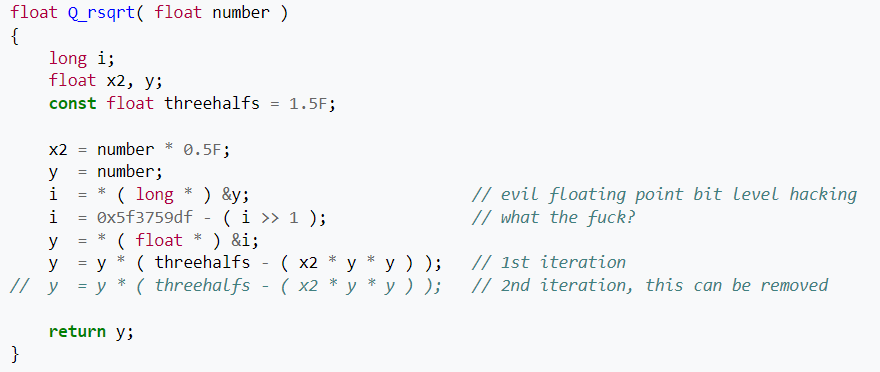 float Q_rsqrt( float number )
{
    long i;
    float x2, y;
    const float threehalfs = 1.5F;

    x2 = number * 0.5F;
    y  = number;
    i  = * ( long * ) &y;                       // evil floating point bit level hacking
    i  = 0x5f3759df - ( i >> 1 );               // what the fuck?
    y  = * ( float * ) &i;
    y  = y * ( threehalfs - ( x2 * y * y ) );   // 1st iteration
//  y  = y * ( threehalfs - ( x2 * y * y ) );   // 2nd iteration, this can be removed

    return y;
}